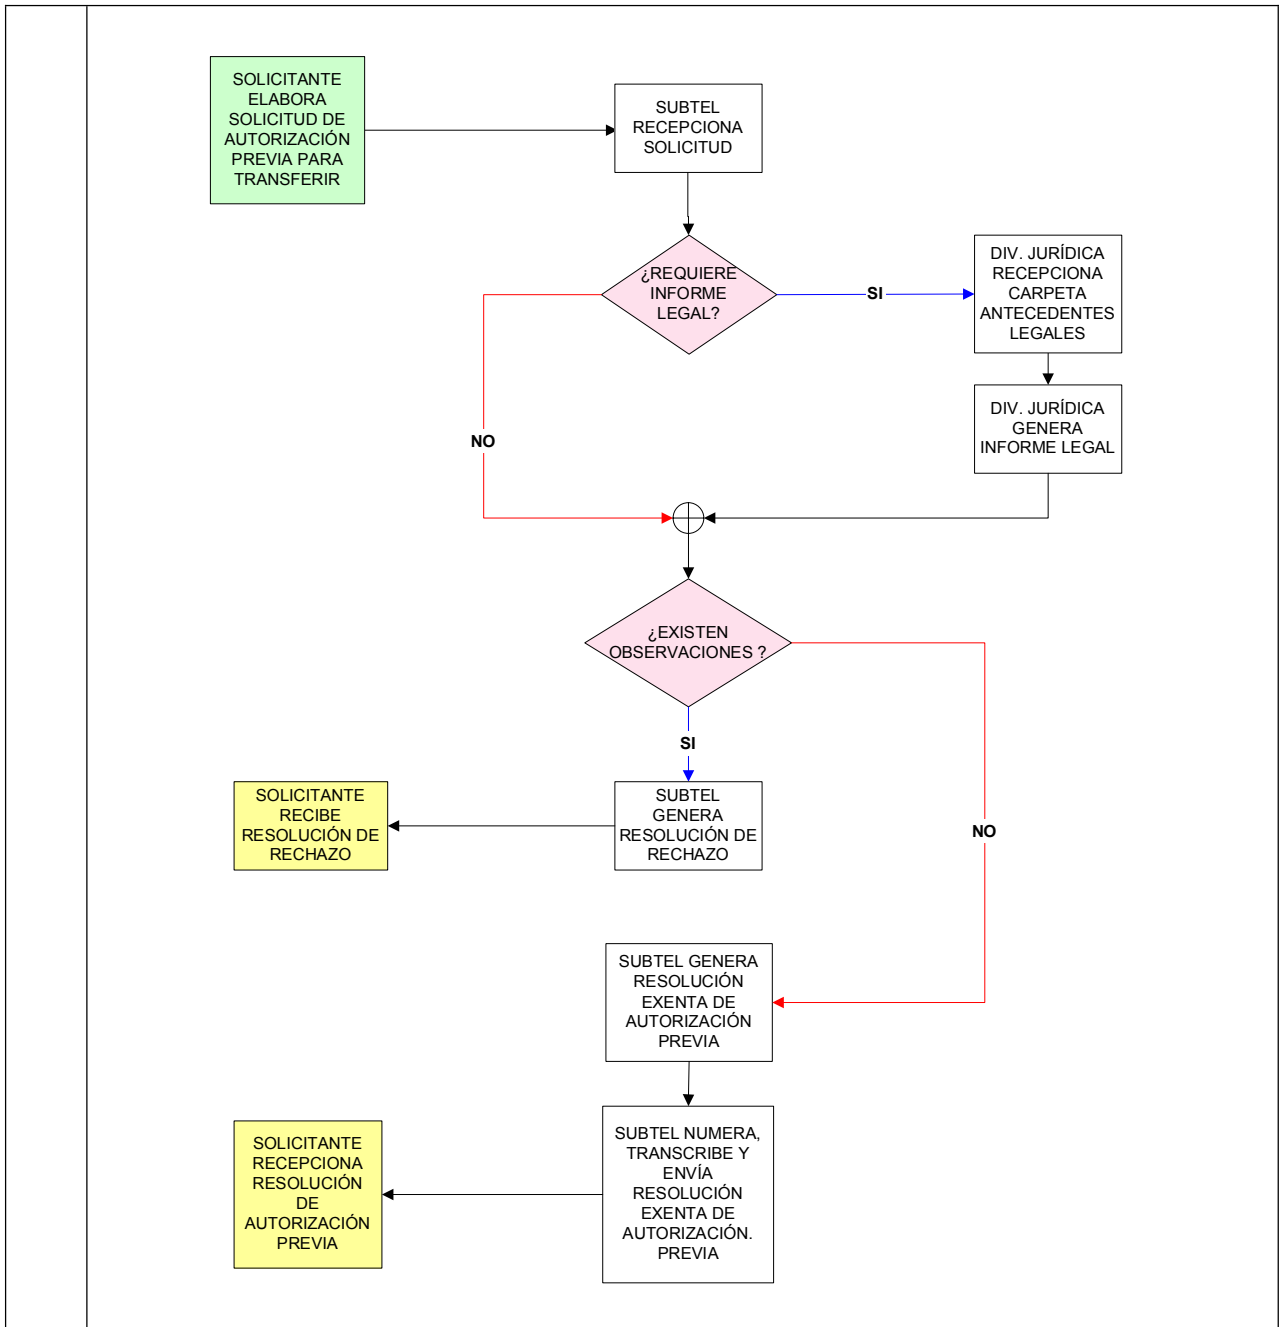 SOLICITANTE
ELABORA
SOLICITUD DE
AUTORIZACIÓN
PREVIA PARA
TRANSFERIR
SUBTEL
RECEPCIONA
SOLICITUD
¿REQUIERE
INFORME
LEGAL?
SI
DIV. JURÍDICA
RECEPCIONA
CARPETA
ANTECEDENTES
LEGALES
DIV. JURÍDICA
GENERA
INFORME LEGAL
NO
¿EXISTEN
OBSERVACIONES ?
SI
SUBTEL
GENERA
RESOLUCIÓN DE
RECHAZO
SOLICITANTE
RECIBE
RESOLUCIÓN DE
RECHAZO
NO
SUBTEL GENERA
RESOLUCIÓN
EXENTA DE
AUTORIZACIÓN
PREVIA
SUBTEL NUMERA,
TRANSCRIBE Y
ENVÍA
RESOLUCIÓN
EXENTA DE
AUTORIZACIÓN.
PREVIA
SOLICITANTE
RECEPCIONA
RESOLUCIÓN
DE
AUTORIZACIÓN
PREVIA